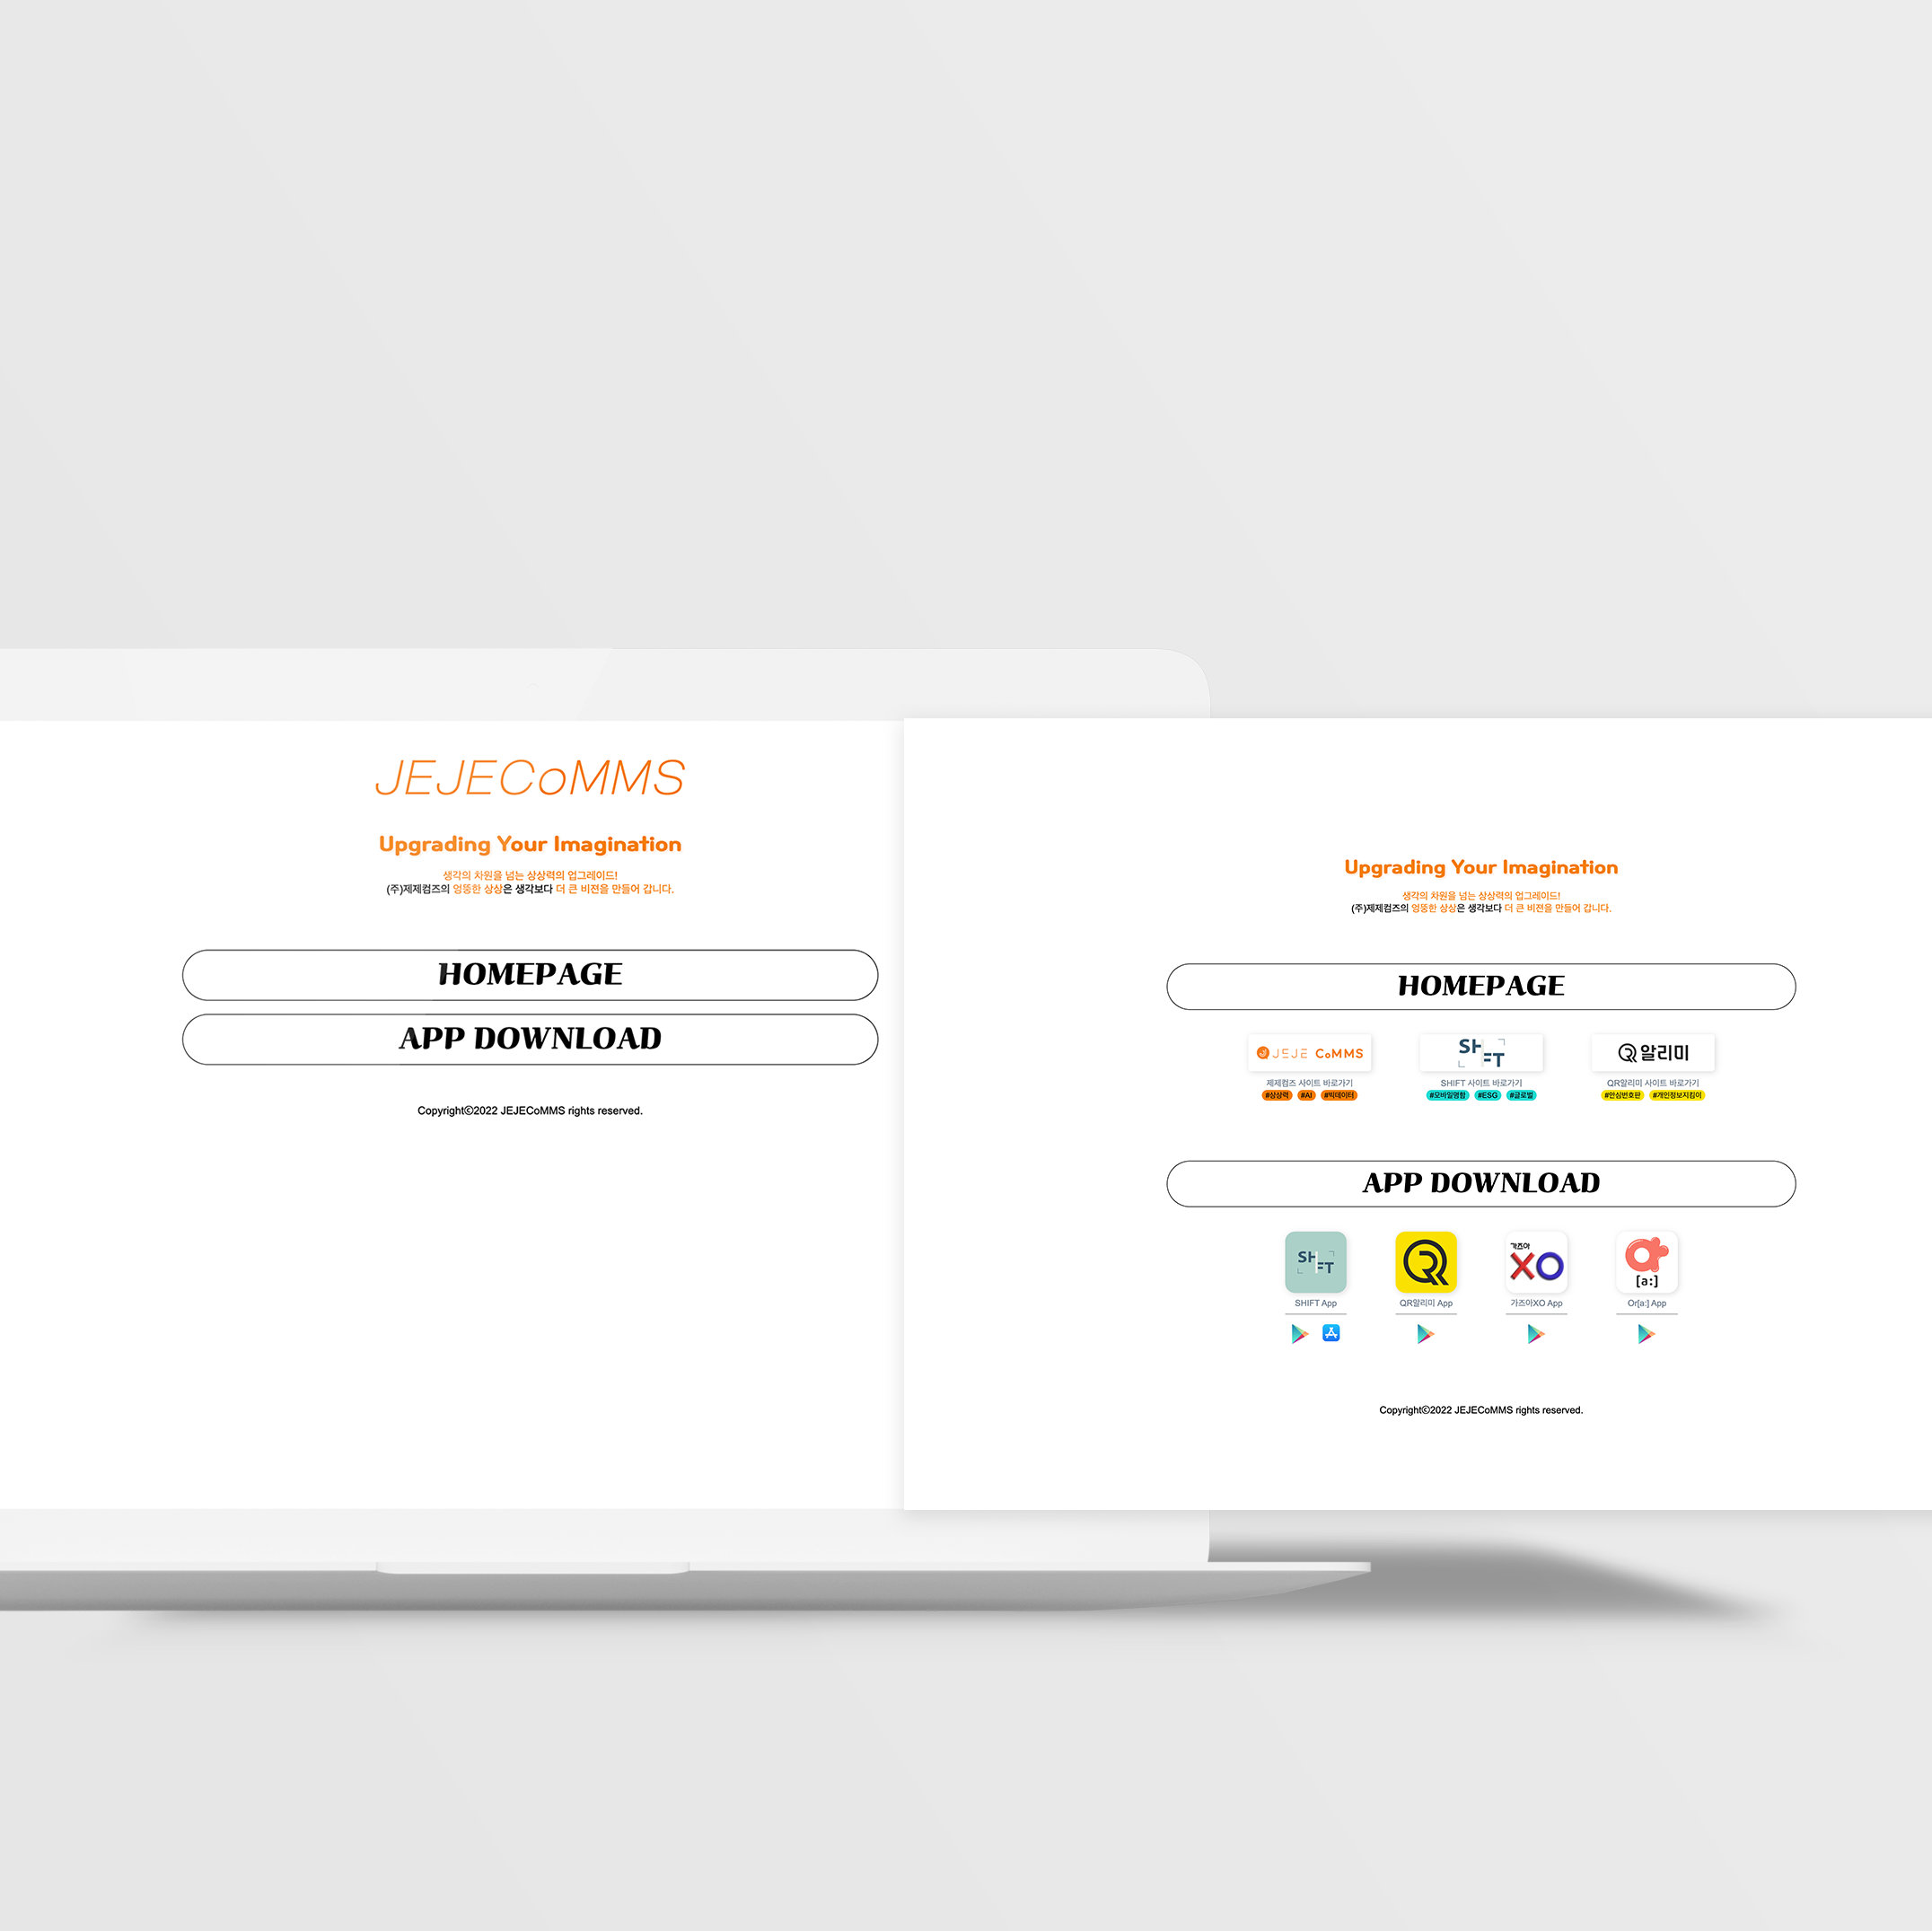 JEJECoMMS
Upgrading Your Imagination
생각의 차원을 넘는 상상력의 업그레이드!
(주)제제컴즈의 엉뚱한 상상은 생각보다 더 큰 비젼을 만들어 갑니다.
HOMEPAGE
APP DOWNLOAD
Copyright©2022 JEJECoMMS rights reserved.
Upgrading Your Imagination
생각의 차원을 넘는 상상력의 업그레이드!
(주)제제컴즈의 엉뚱한 상상은 생각보다 더 큰 비젼을 만들어 갑니다.
HOMEPAGE
JEJE CoMMS
SHIFT
QR알리미
제제컴즈 사이트 바로가기
SHIFT 사이트 바로가기
QR알리미 사이트 바로가기
#상상력 #AI #빅데이터
#모바일명함 #ESG #글로벌
#안심번호판 #개인정보지킴이
APP DOWNLOAD
SHIFT
QR
가즈아 XO
[a:]
SHIFT App
QR알리미 App
가즈아XO App
Or[a:] App
Copyright©2022 JEJECoMMS rights reserved.